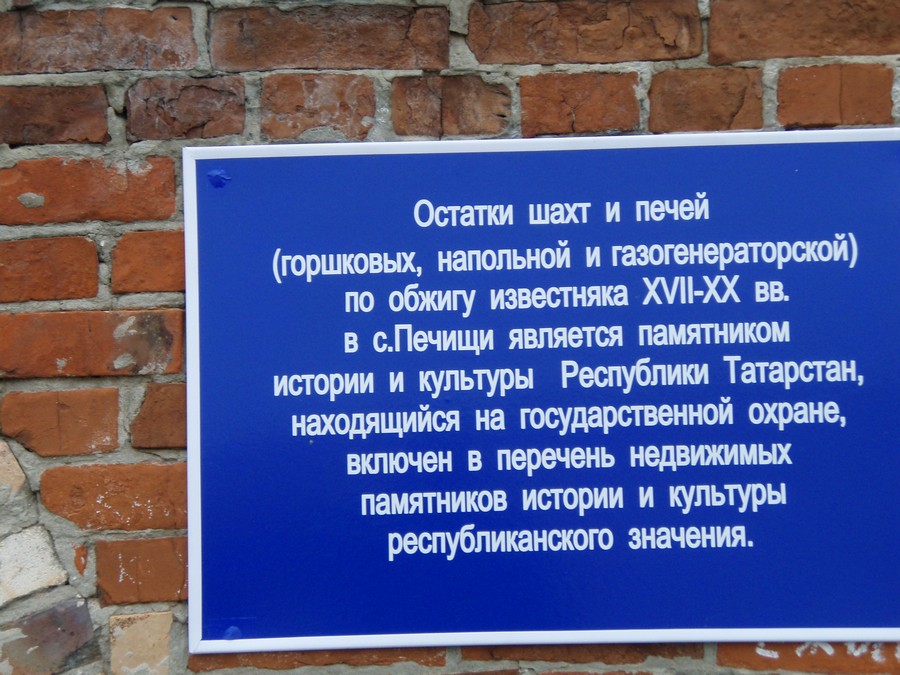 Остатки шахт и печей
(горшковых, напольной и газогенераторской)
по обжигу известняка XVII-XX вв.
в с.Печищи является памятником
истории и культуры Республики Татарстан,
находящийся на государственной охране,
включен в перечень недвижимых
памятников истории и культуры
республиканского значения.